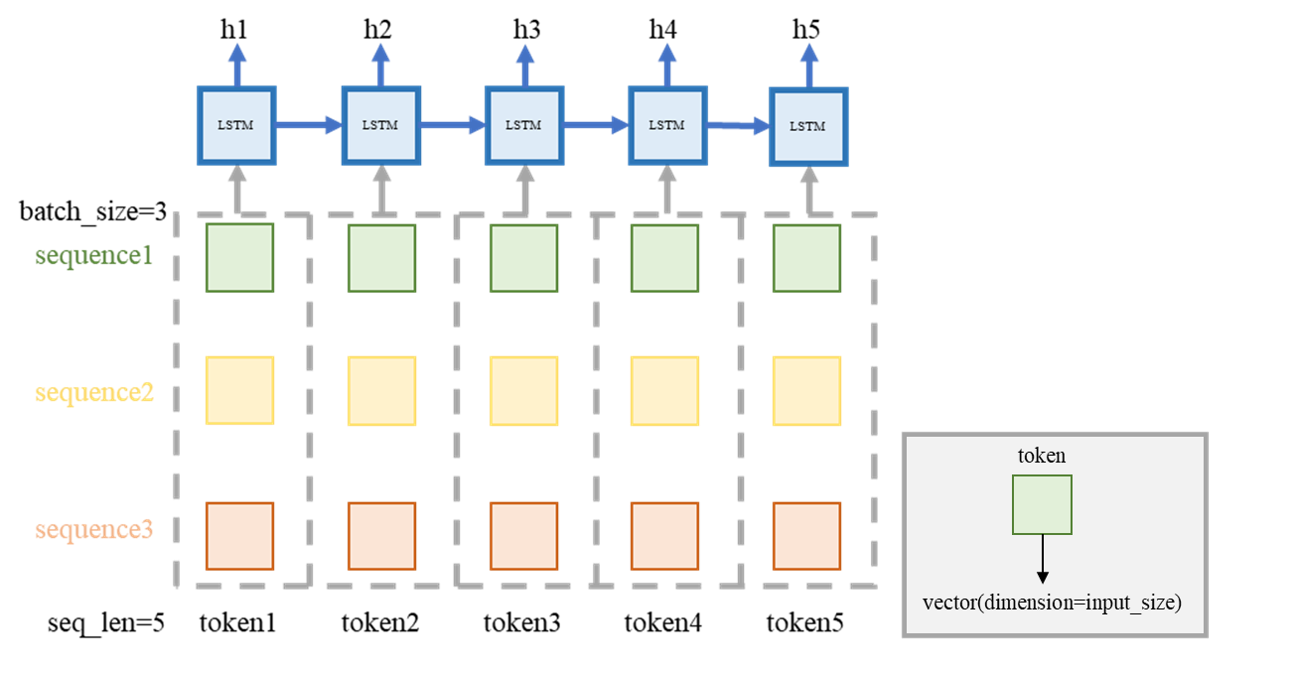 h1 h2 h3 h4 h5
LSTM LSTM LSTM LSTM LSTM
batch_size=3
sequence1
sequence2
sequence3
seq_len=5 token1 token2 token3 token4 token5
token
vector(dimension=input_size)